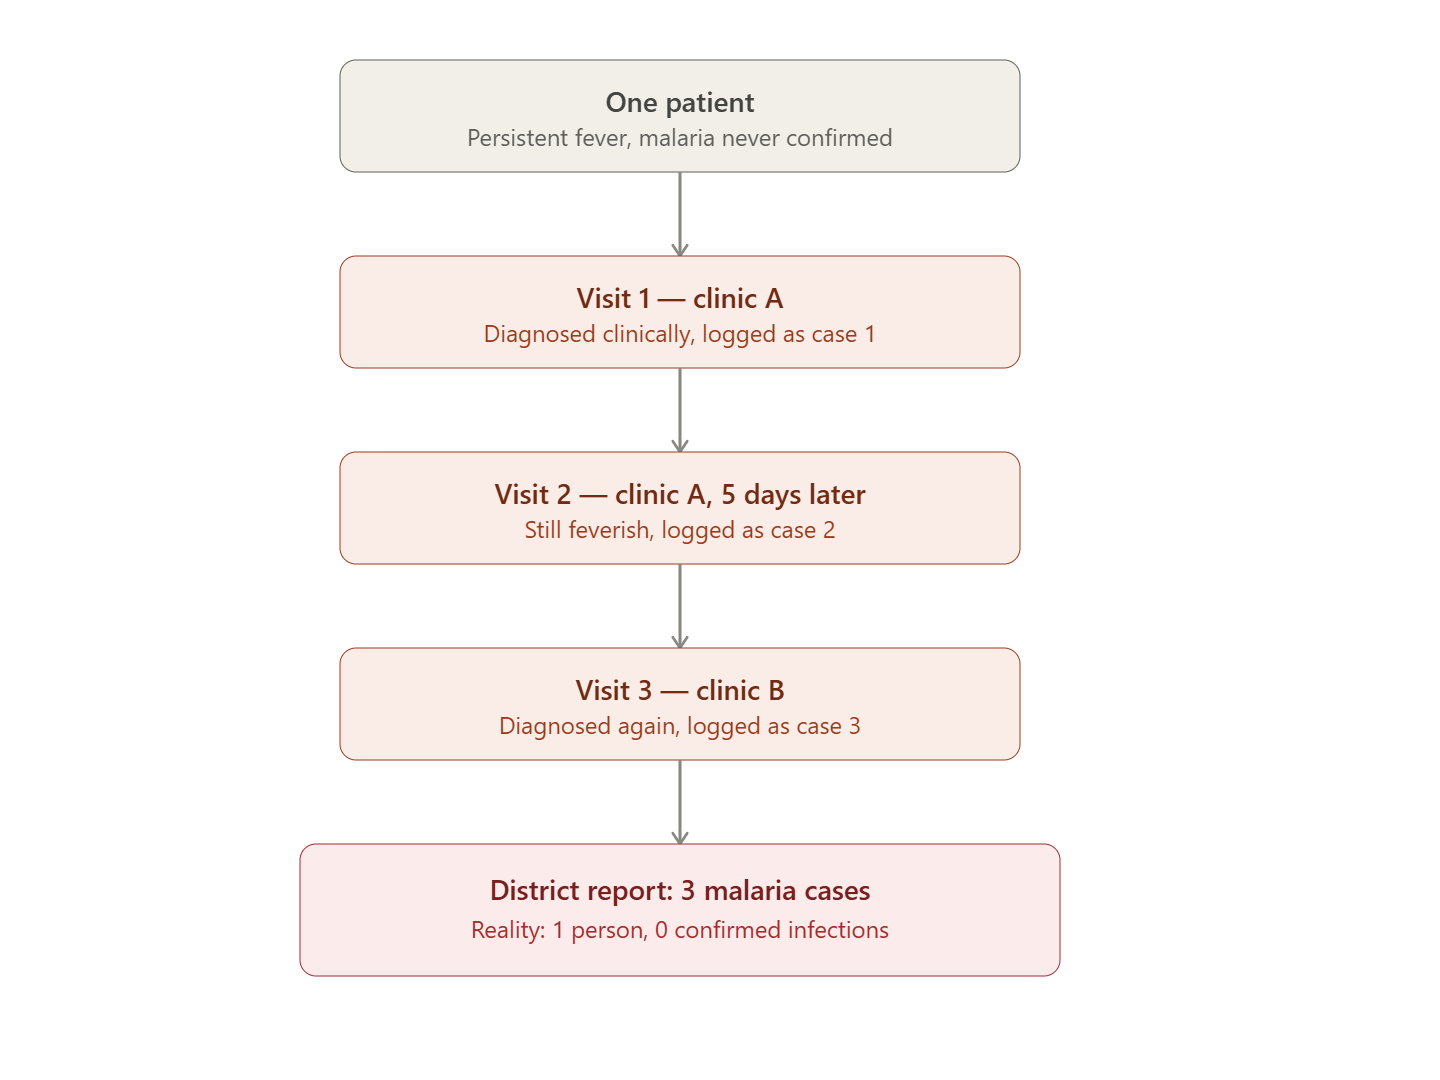 One patient
Persistent fever, malaria never confirmed
Visit 1 — clinic A
Diagnosed clinically, logged as case 1
Visit 2 — clinic A, 5 days later
Still feverish, logged as case 2
Visit 3 — clinic B
Diagnosed again, logged as case 3
District report: 3 malaria cases
Reality: 1 person, 0 confirmed infections